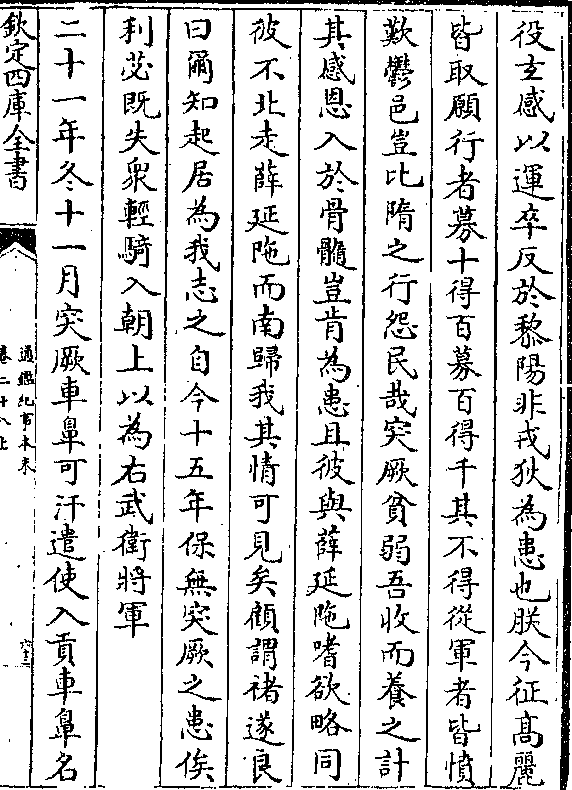 役玄感以運卒反於黎陽非戎狄為患也朕今征高麗
皆取願行者募十得百募百得千其不得從軍者皆憤
歎鬱邑豈比隋之行怨民哉突厥貧弱吾收而養之計
其感恩入於骨髓豈肯為患且彼與薛延陁嗜欲略同
彼不北走薛延陁而南歸我其情可見矣顧謂禇遂良
曰爾知起居為我志之自今十五年保無突厥之患俟
利苾既失衆輕騎入朝上以為右武衛將軍
二十一年冬十一月突厥車鼻可汗遣使入貢車鼻名
欽定四庫全書
通鑑紀事本末
卷二十八上